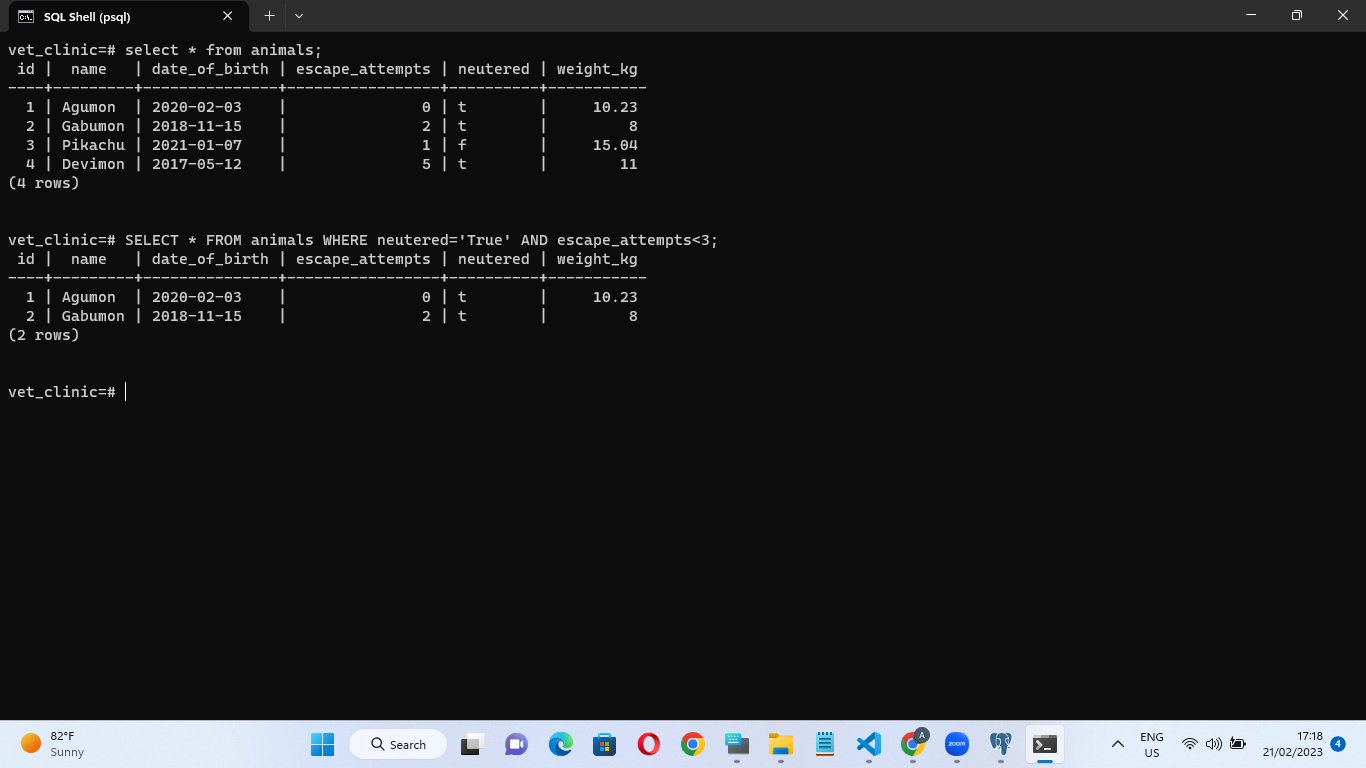 SQL Shell (psql)
vet_clinic=# select * from animals;
 id |  name   | date_of_birth | escape_attempts | neutered | weight_kg
----+---------+---------------+-----------------+----------+-----------
  1 | Agumon  | 2020-02-03    |               0 | t        |     10.23
  2 | Gabumon | 2018-11-15    |               2 | t        |         8
  3 | Pikachu | 2021-01-07    |               1 | f        |     15.04
  4 | Devimon | 2017-05-12    |               5 | t        |        11
(4 rows)
vet_clinic=# SELECT * FROM animals WHERE neutered='True' AND escape_attempts<3;
 id |  name   | date_of_birth | escape_attempts | neutered | weight_kg
----+---------+---------------+-----------------+----------+-----------
  1 | Agumon  | 2020-02-03    |               0 | t        |     10.23
  2 | Gabumon | 2018-11-15    |               2 | t        |         8
(2 rows)
vet_clinic=#
82°F
Sunny
Search
A
zoom
ENG
US
17:18
21/02/2023
4